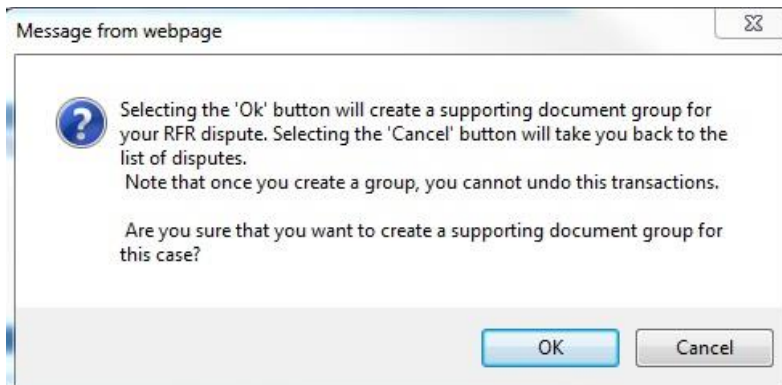 Message from webpage
Selecting the 'Ok' button will create a supporting document group for
your RFR dispute. Selecting the 'Cancel' button will take you back to the
list of disputes.
Note that once you create a group, you cannot undo this transactions.
Are you sure that you want to create a supporting document group for
this case?
OK
Cancel